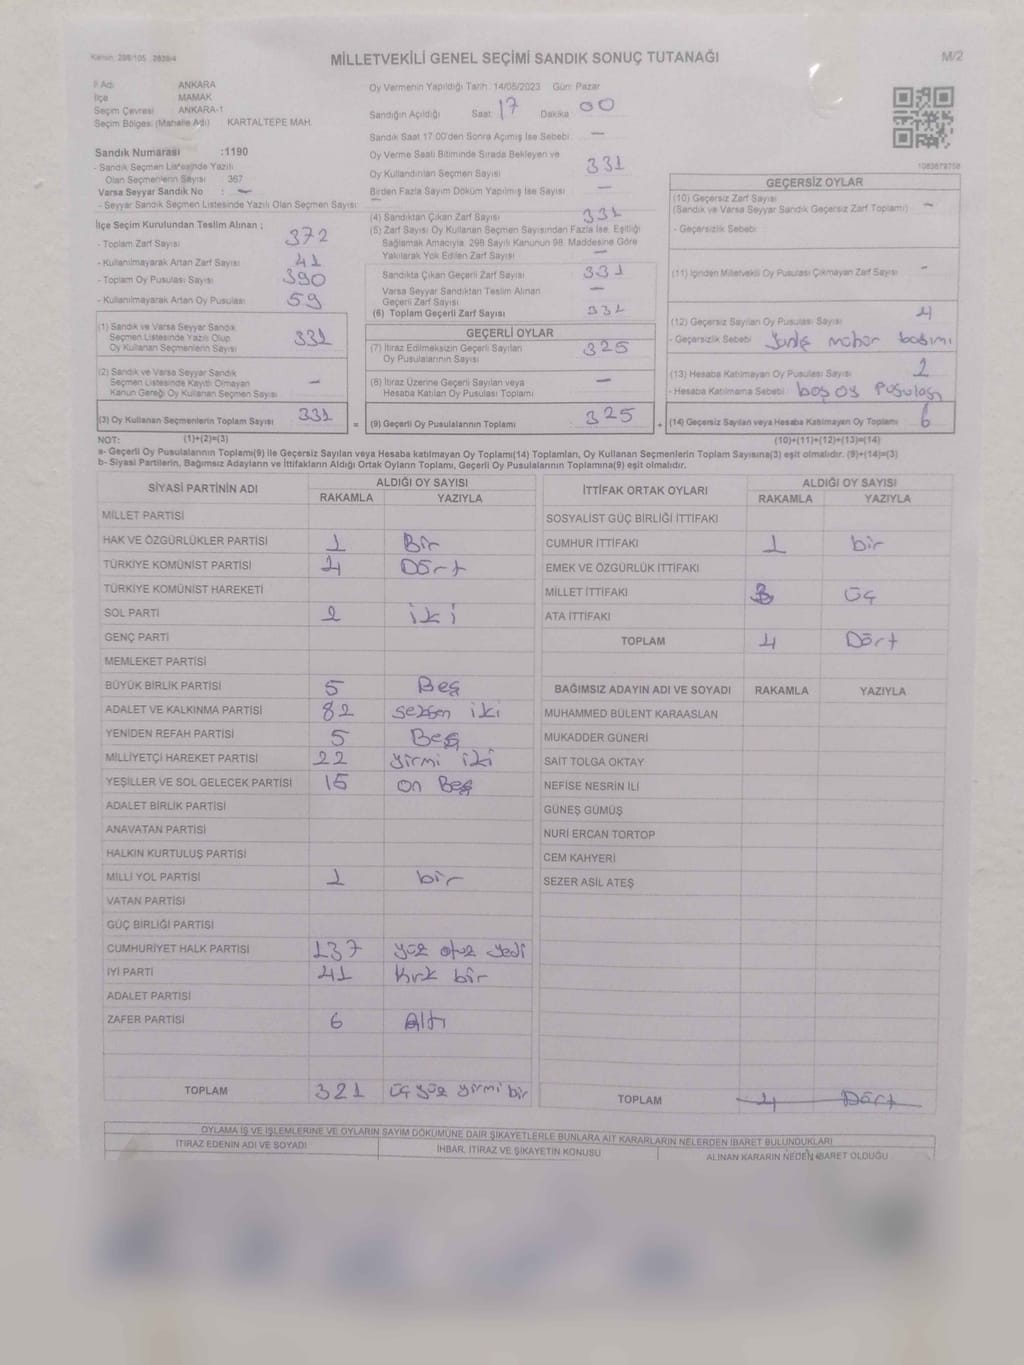 Kanun: 298/105 2839/4
MİLLETVEKİLİ GENEL SEÇİMİ SANDIK SONUÇ TUTANAĞI
M/2
İl Adı ANKARA
İlçe MAMAK
Seçim Çevresi ANKARA-1
Seçim Bölgesi (Mahalle Adı) KARTALTEPE MAH.
Sandık Numarası :1190
- Sandık Seçmen Listesinde Yazılı
Olan Seçmenlerin Sayısı 367
Varsa Seyyar Sandık No : -
- Seyyar Sandık Seçmen Listesinde Yazılı Olan Seçmen Sayısı: -
İlçe Seçim Kurulundan Teslim Alınan ;
- Toplam Zarf Sayısı 372
- Kullanılmayarak Artan Zarf Sayısı 41
- Toplam Oy Pusulası Sayısı 390
- Kullanılmayarak Artan Oy Pusulası 59
(1) Sandık ve Varsa Seyyar Sandık
Seçmen Listesinde Yazılı Olup
Oy Kullanan Seçmenlerin Sayısı 331
(2) Sandık ve Varsa Seyyar Sandık
Seçmen Listesinde Kayıtlı Olmayan
Kanun Gereği Oy Kullanan Seçmen Sayısı -
(3) Oy Kullanan Seçmenlerin Toplam Sayısı 331 =
Oy Vermenin Yapıldığı Tarih: 14/05/2023 Gün: Pazar
Sandığın Açıldığı Saat: 17 Dakika: 00
Sandık Saat 17:00'den Sonra Açımış İse Sebebi: -
Oy Verme Saati Bitiminde Sırada Bekleyen ve
Oy Kullandırılan Seçmen Sayısı 331
Birden Fazla Sayım Döküm Yapılmış İse Sayısı -
(4) Sandıktan Çıkan Zarf Sayısı 331
(5) Zarf Sayısı Oy Kullanan Seçmen Sayısından Fazla İse, Eşitliği
Sağlamak Amacıyla, 298 Sayılı Kanunun 98. Maddesine Göre
Yakılarak Yok Edilen Zarf Sayısı -
Sandıkta Çıkan Geçerli Zarf Sayısı 331
Varsa Seyyar Sandıktan Teslim Alınan
Geçerli Zarf Sayısı -
(6) Toplam Geçerli Zarf Sayısı 331
GEÇERLİ OYLAR
(7) İtiraz Edilmeksizin Geçerli Sayılan
Oy Pusulalarının Sayısı 325
(8) İtiraz Üzerine Geçerli Sayılan veya
Hesaba Katılan Oy Pusulası Toplamı -
(9) Geçerli Oy Pusulalarının Toplamı : 325 +
1083879758
GEÇERSİZ OYLAR
(10) Geçersiz Zarf Sayısı
(Sandık ve Varsa Seyyar Sandık Geçersiz Zarf Toplamı) -
- Geçersizlik Sebebi
(11) İçinden Milletvekili Oy Pusulası Çıkmayan Zarf Sayısı -
(12) Geçersiz Sayılan Oy Pusulası Sayısı 4
- Geçersizlik Sebebi Yanlış mühür basımı
(13) Hesaba Katılmayan Oy Pusulası Sayısı 2
- Hesaba Katılmama Sebebi boş oy Pusulası
(14) Geçersiz Sayılan veya Hesaba Katılmayan Oy Toplamı 6
NOT: (1)+(2)=(3) (10)+(11)=(12)+(13)=(14)
a- Geçerli Oy Pusulalarının Toplamı(9) ile Geçersiz Sayılan veya Hesaba katılmayan Oy Toplamı(14) Toplamları, Oy Kullanan Seçmenlerin Toplam Sayısına(3) eşit olmalıdır. (9)+(14)=(3)
b- Siyasi Partilerin, Bağımsız Adayların ve İttifakların Aldığı Ortak Oyların Toplamı, Geçerli Oy Pusulalarının Toplamına(9) eşit olmalıdır.
SİYASİ PARTİNİN ADI ALDIĞI OY SAYISI
RAKAMLA YAZIYLA
MİLLET PARTİSİ
HAK VE ÖZGÜRLÜKLER PARTİSİ 1 Bir
TÜRKİYE KOMÜNİST PARTİSİ 4 Dört
TÜRKİYE KOMÜNİST HAREKETİ
SOL PARTİ 2 iki
GENÇ PARTİ
MEMLEKET PARTİSİ
BÜYÜK BİRLİK PARTİSİ 5 Beş
ADALET VE KALKINMA PARTİSİ 82 seksen iki
YENİDEN REFAH PARTİSİ 5 Beş
MİLLİYETÇİ HAREKET PARTİSİ 22 yirmi iki
YEŞİLLER VE SOL GELECEK PARTİSİ 15 on Beş
ADALET BİRLİK PARTİSİ
ANAVATAN PARTİSİ
HALKIN KURTULUŞ PARTİSİ
MİLLİ YOL PARTİSİ 1 bir
VATAN PARTİSİ
GÜÇ BİRLİĞİ PARTİSİ
CUMHURİYET HALK PARTİSİ 137 yüz otuz yedi
İYİ PARTİ 41 kırk bir
ADALET PARTİSİ
ZAFER PARTİSİ 6 Altı
TOPLAM 321 üç yüz yirmi bir
İTTİFAK ORTAK OYLARI ALDIĞI OY SAYISI
RAKAMLA YAZIYLA
SOSYALİST GÜÇ BİRLİĞİ İTTİFAKI
CUMHUR İTTİFAKI 1 bir
EMEK VE ÖZGÜRLÜK İTTİFAKI
MİLLET İTTİFAKI 3 üç
ATA İTTİFAKI
TOPLAM 4 Dört
BAĞIMSIZ ADAYIN ADI VE SOYADI RAKAMLA YAZIYLA
MUHAMMED BÜLENT KARAASLAN
MUKADDER GÜNERİ
SAİT TOLGA OKTAY
NEFİSE NESRİN İLİ
GÜNEŞ GÜMÜŞ
NURİ ERCAN TORTOP
CEM KAHYERİ
SEZER ASİL ATEŞ
TOPLAM 4 Dört
OYLAMA İŞ VE İŞLEMLERİNE VE OYLARIN SAYIM DÖKÜMÜNE DAİR ŞİKAYETLERLE BUNLARA AİT KARARLARIN NELERDEN İBARET BULUNDUKLARI
İTİRAZ EDENİN ADI VE SOYADI İHBAR, İTİRAZ VE ŞİKAYETİN KONUSU ALINAN KARARIN NEDEN İBARET OLDUĞU